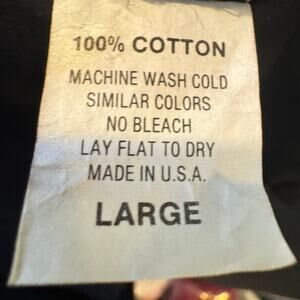 100% COTTON
MACHINE WASH COLD
SIMILAR COLORS
NO BLEACH
LAY FLAT TO DRY
MADE IN U.S.A.
LARGE